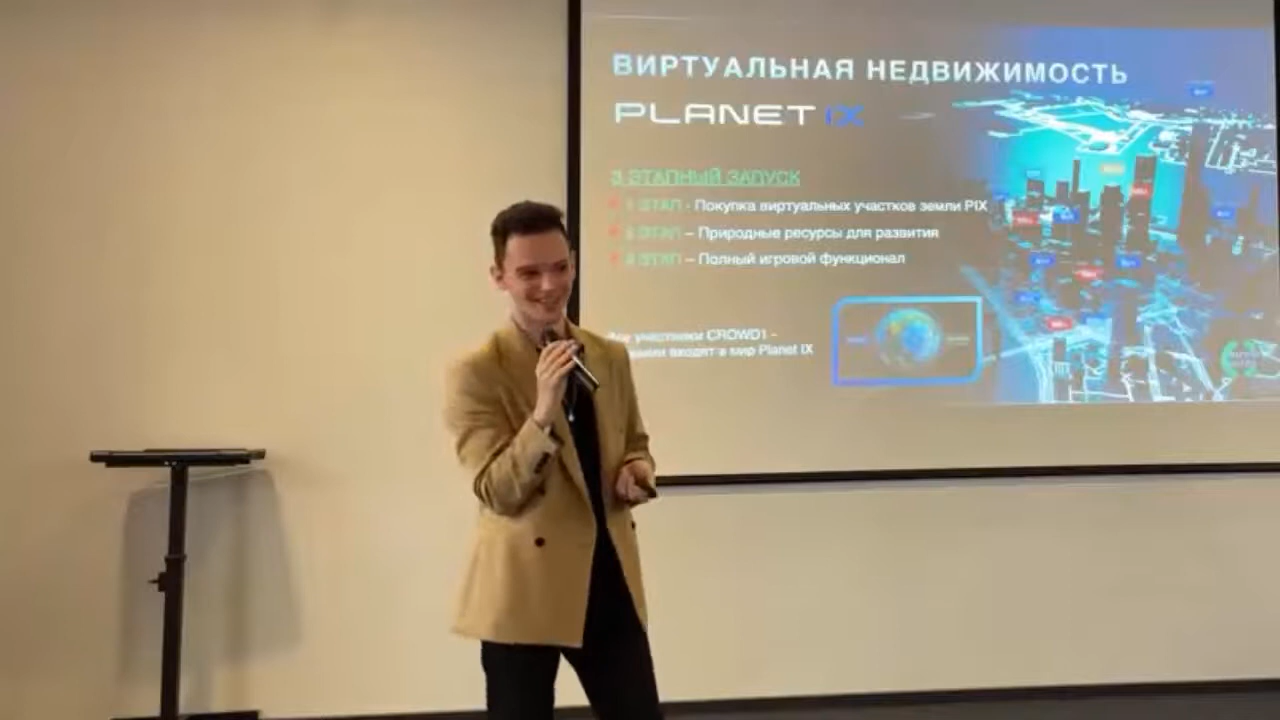 ВИРТУАЛЬНАЯ НЕДВИЖИМОСТЬ
PLANET IX
3 ЭТАПНЫЙ ЗАПУСК
1 ЭТАП - Покупка виртуальных участков земли PIX
2 ЭТАП – Природные ресурсы для развития
3 ЭТАП – Полный игровой функционал
участники CROWD1 -
входят в мир Planet IX